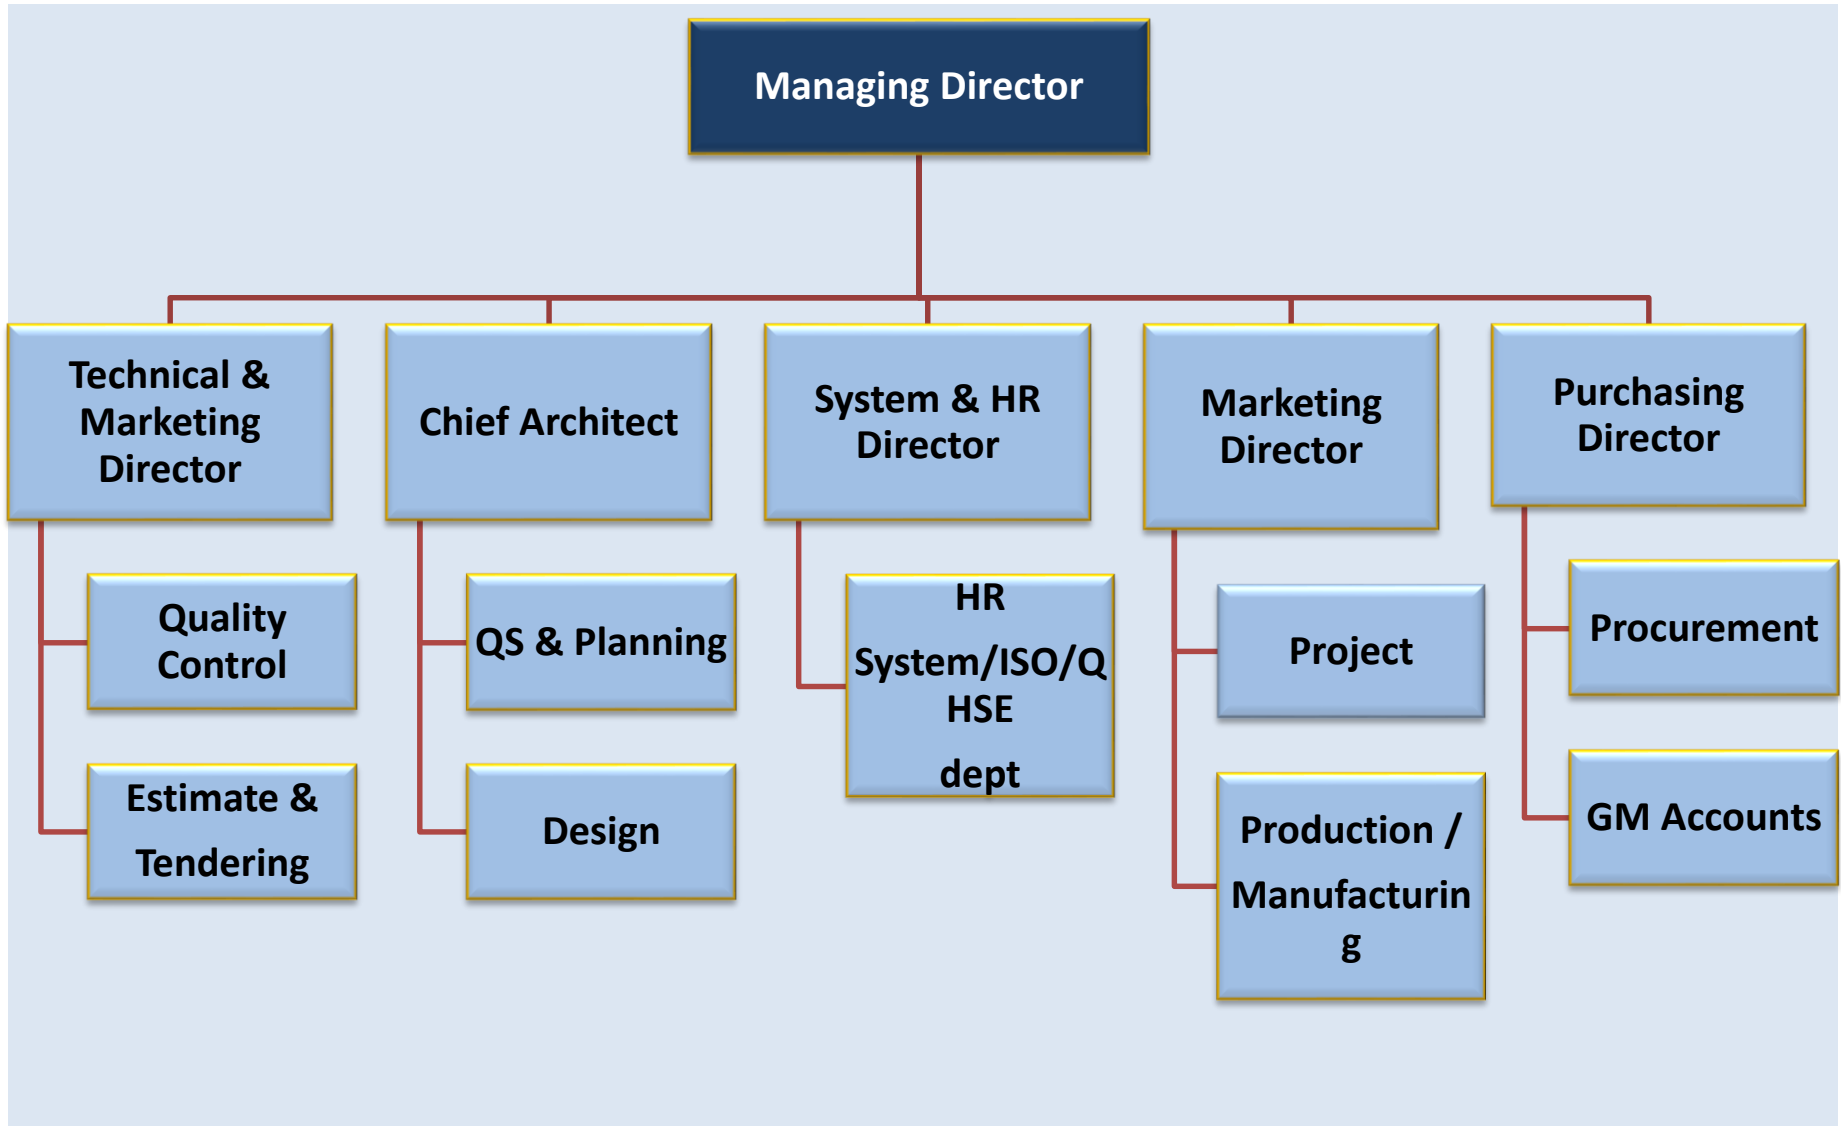 Managing Director
Technical &
Marketing
Director
Chief Architect
System & HR
Director
Marketing
Director
Purchasing
Director
Quality
Control
Estimate &
Tendering
QS & Planning
Design
HR
System/ISO/Q
HSE
dept
Project
Production /
Manufacturin
g
Procurement
GM Accounts